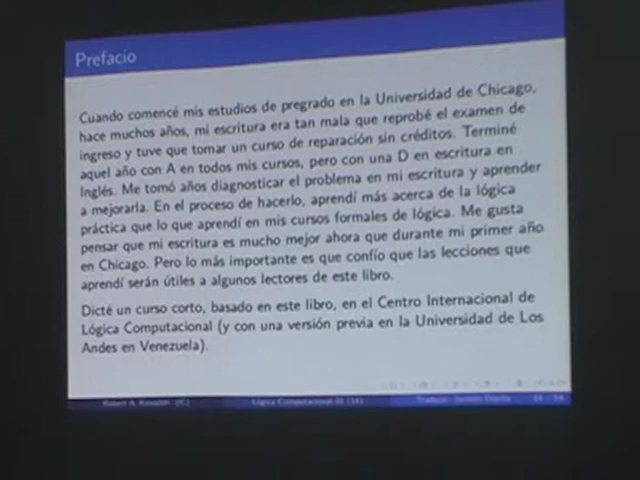 Prefacio
Cuando comencé mis estudios de pregrado en la Universidad de Chicago,
hace muchos años, mi escritura era tan mala que reprobé el examen de
ingreso y tuve que tomar un curso de reparación sin créditos. Terminé
aquel año con A en todos mis cursos, pero con una D en escritura en
Inglés. Me tomó años diagnosticar el problema en mi escritura y aprender
a mejorarla. En el proceso de hacerlo, aprendí más acerca de la lógica
práctica que lo que aprendí en mis cursos formales de lógica. Me gusta
pensar que mi escritura es mucho mejor ahora que durante mi primer año
en Chicago. Pero lo más importante es que confío que las lecciones que
aprendí serán útiles a algunos lectores de este libro.
Dicté un curso corto, basado en este libro, en el Centro Internacional de
Lógica Computacional (y con una versión previa en la Universidad de Los
Andes en Venezuela).
Robert A. Kowalski (IC) Lógica Computacional